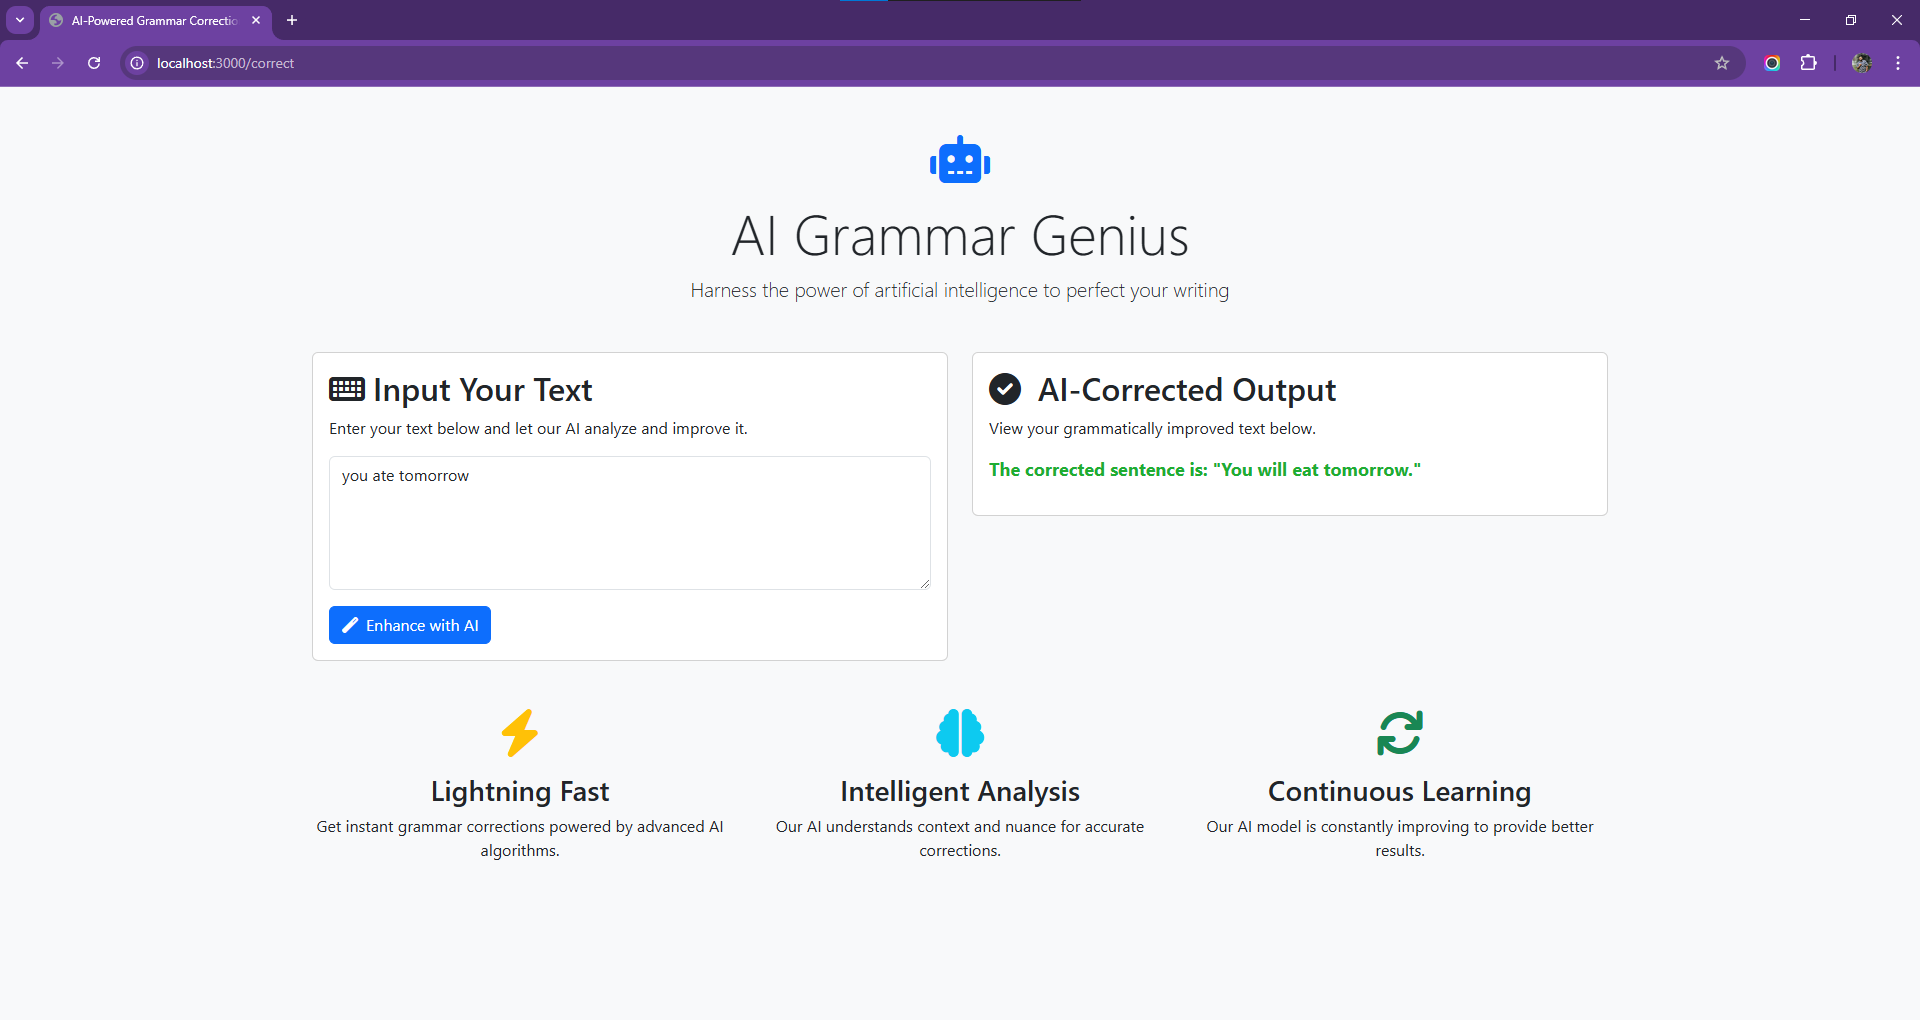 AI-Powered Grammar Correctio
localhost:3000/correct
AI Grammar Genius
Harness the power of artificial intelligence to perfect your writing
Input Your Text
Enter your text below and let our AI analyze and improve it.
you ate tomorrow
Enhance with AI
AI-Corrected Output
View your grammatically improved text below.
The corrected sentence is: "You will eat tomorrow."
Lightning Fast
Get instant grammar corrections powered by advanced AI
algorithms.
Intelligent Analysis
Our AI understands context and nuance for accurate
corrections.
Continuous Learning
Our AI model is constantly improving to provide better
results.